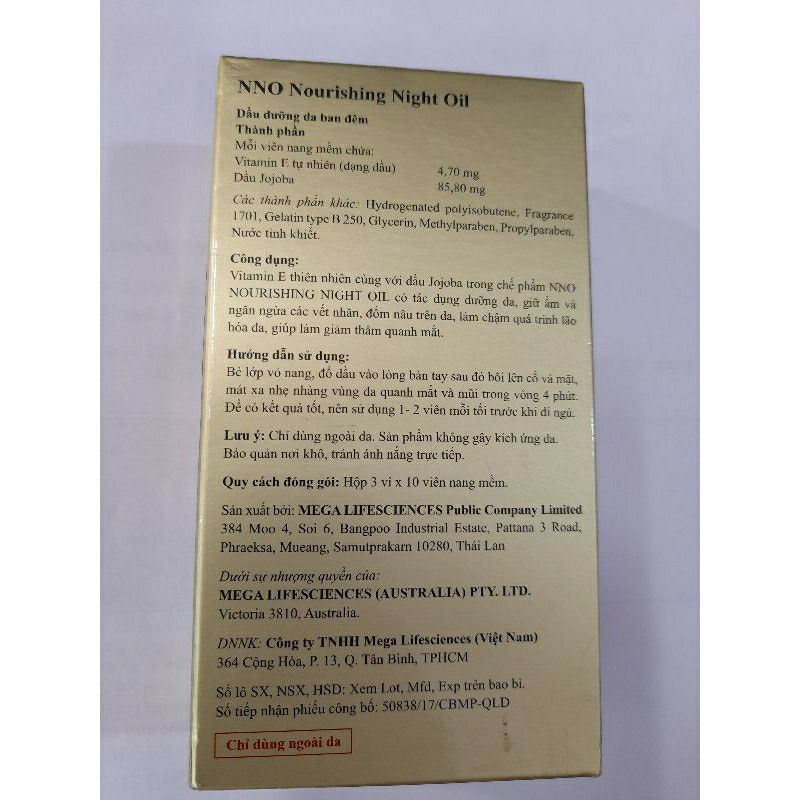 NNO Nourishing Night Oil
Dầu dưỡng da ban đêm
Thành phần
Mỗi viên nang mềm chứa:
Vitamin E tự nhiên (dạng dầu) 4,70 mg
Dầu Jojoba 85,80 mg
Các thành phần khác: Hydrogenated polyisobutene, Fragrance
1701, Gelatin type B 250, Glycerin, Methylparaben, Propylparaben,
Nước tinh khiết.
Công dụng:
Vitamin E thiên nhiên cùng với dầu Jojoba trong chế phẩm NNO
NOURISHING NIGHT OIL có tác dụng dưỡng da, giữ ẩm và
ngăn ngừa các vết nhăn, đốm nâu trên da, làm chậm quá trình lão
hóa da, giúp làm giảm thâm quanh mắt.
Hướng dẫn sử dụng:
Bẻ lớp vỏ nang, đổ dầu vào lòng bàn tay sau đó bôi lên cổ và mặt,
mát xa nhẹ nhàng vùng da quanh mắt và mũi trong vòng 4 phút.
Để có kết quả tốt, nên sử dụng 1- 2 viên mỗi tối trước khi đi ngủ.
Lưu ý: Chỉ dùng ngoài da. Sản phẩm không gây kích ứng da.
Bảo quản nơi khô, tránh ánh nắng trực tiếp.
Quy cách đóng gói: Hộp 3 vỉ x 10 viên nang mềm.
Sản xuất bởi: MEGA LIFESCIENCES Public Company Limited
384 Moo 4, Soi 6, Bangpoo Industrial Estate, Pattana 3 Road,
Phraeksa, Mueang, Samutprakarn 10280, Thái Lan
Dưới sự nhượng quyền của:
MEGA LIFESCIENCES (AUSTRALIA) PTY. LTD.
Victoria 3810, Australia.
DNNK: Công ty TNHH Mega Lifesciences (Việt Nam)
364 Cộng Hòa, P. 13, Q. Tân Bình, TPHCM
Số lô SX, NSX, HSD: Xem Lot, Mfd, Exp trên bao bì.
Số tiếp nhận phiếu công bố: 50838/17/CBMP-QLD
Chỉ dùng ngoài da